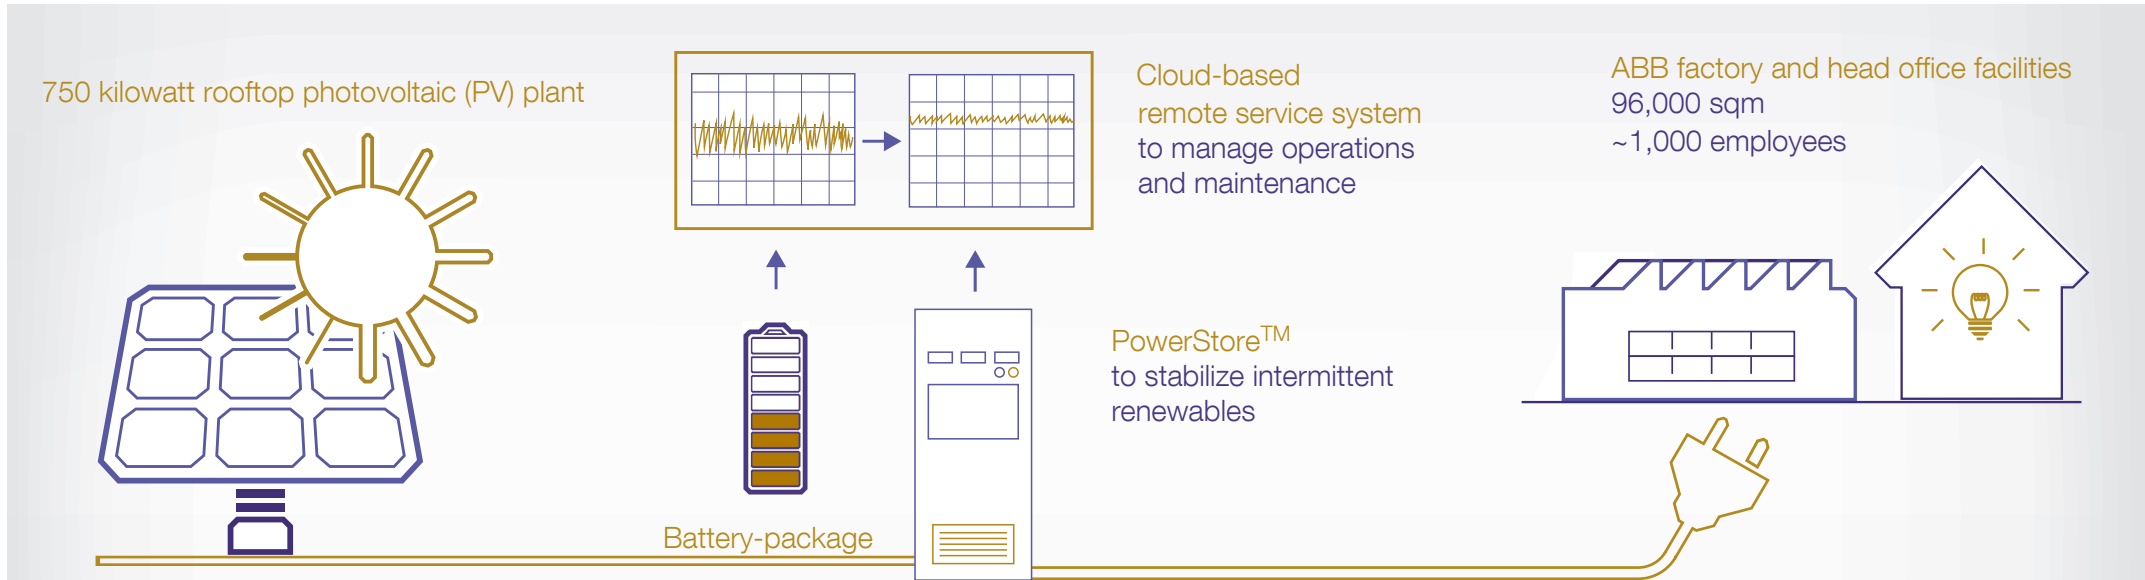 750 kilowatt rooftop photovoltaic (PV) plant
Cloud-based
remote service system
to manage operations
and maintenance
ABB factory and head office facilities
96,000 sqm
~1,000 employees
PowerStore™
to stabilize intermittent
renewables
Battery-package